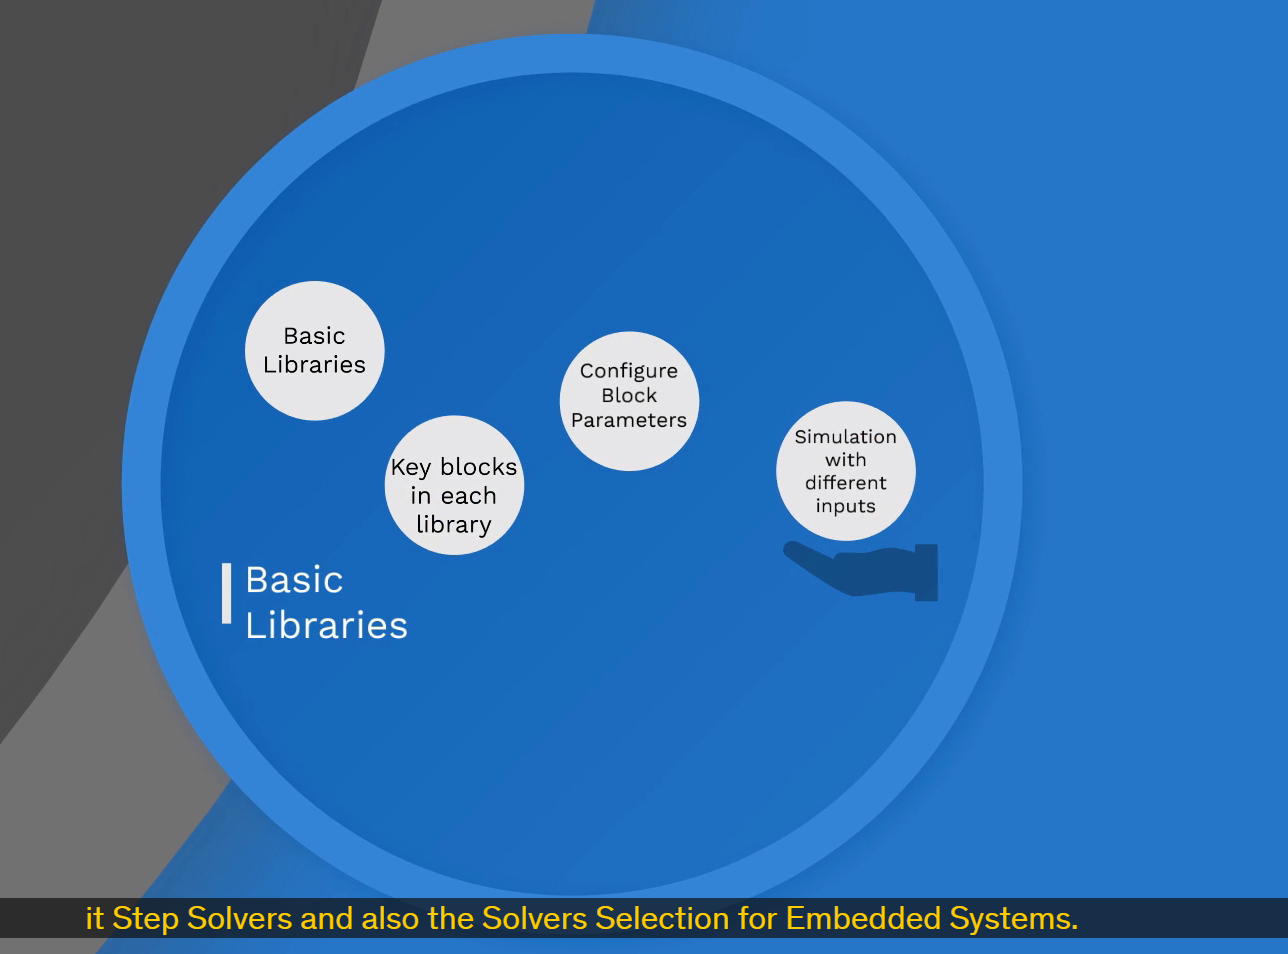 Basic
Libraries
Key blocks
in each
library
Configure
Block
Parameters
Simulation
with
different
inputs
Basic
Libraries
it Step Solvers and also the Solvers Selection for Embedded Systems.